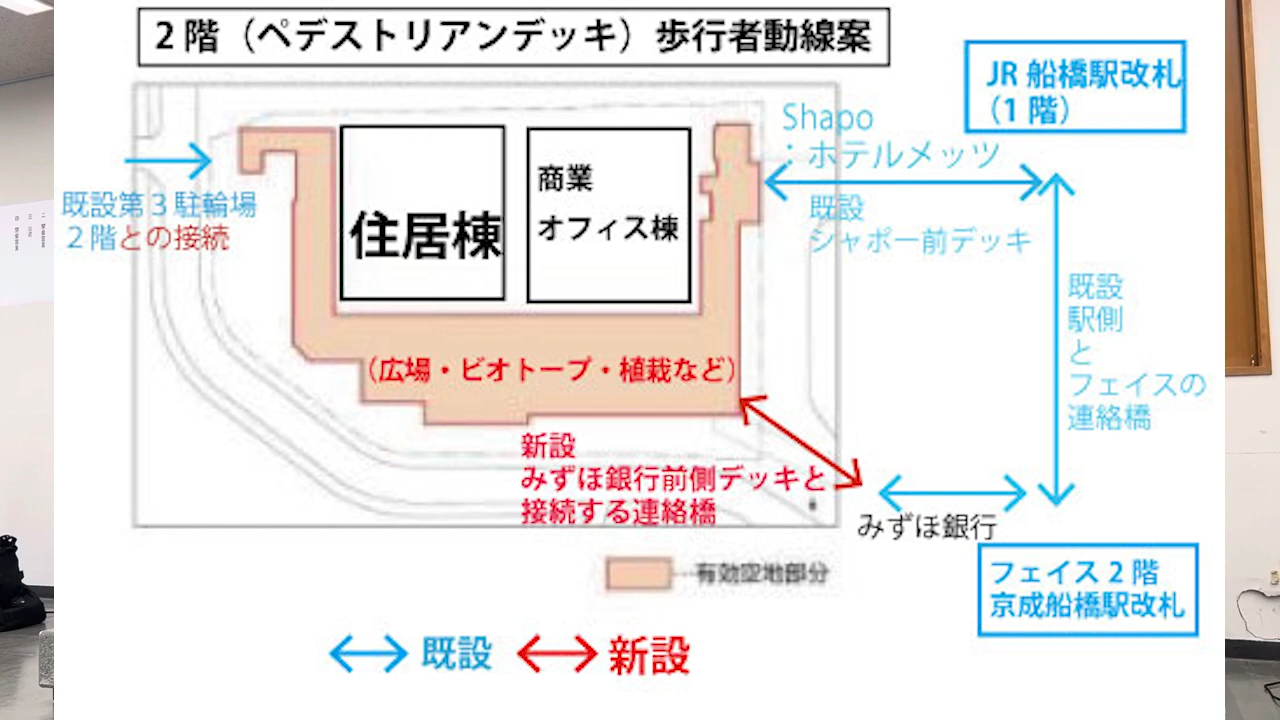 2階（ペデストリアンデッキ）歩行者動線案
JR 船橋駅改札
（1 階）
Shapo
：ホテルメッツ
既設
シャポー前デッキ
既設第３駐輪場
２階との接続
住居棟
商業
オフィス棟
既設
駅側
と
フェイスの
連絡橋
（広場・ビオトープ・植栽など）
新設
みずほ銀行前側デッキと
接続する連絡橋
みずほ銀行
フェイス２階
京成船橋駅改札
有効空地部分
既設
新設